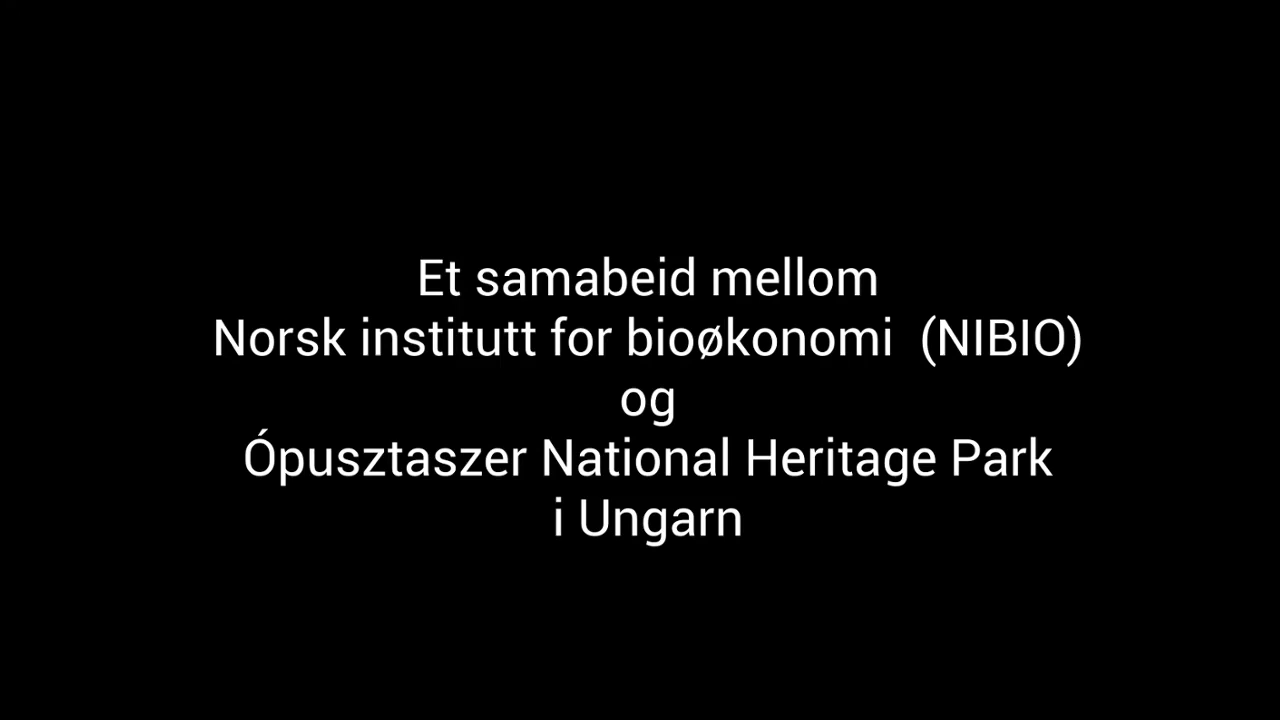 Et samabeid mellom
Norsk institutt for bioøkonomi  (NIBIO)
og
Ópusztaszer National Heritage Park
i Ungarn